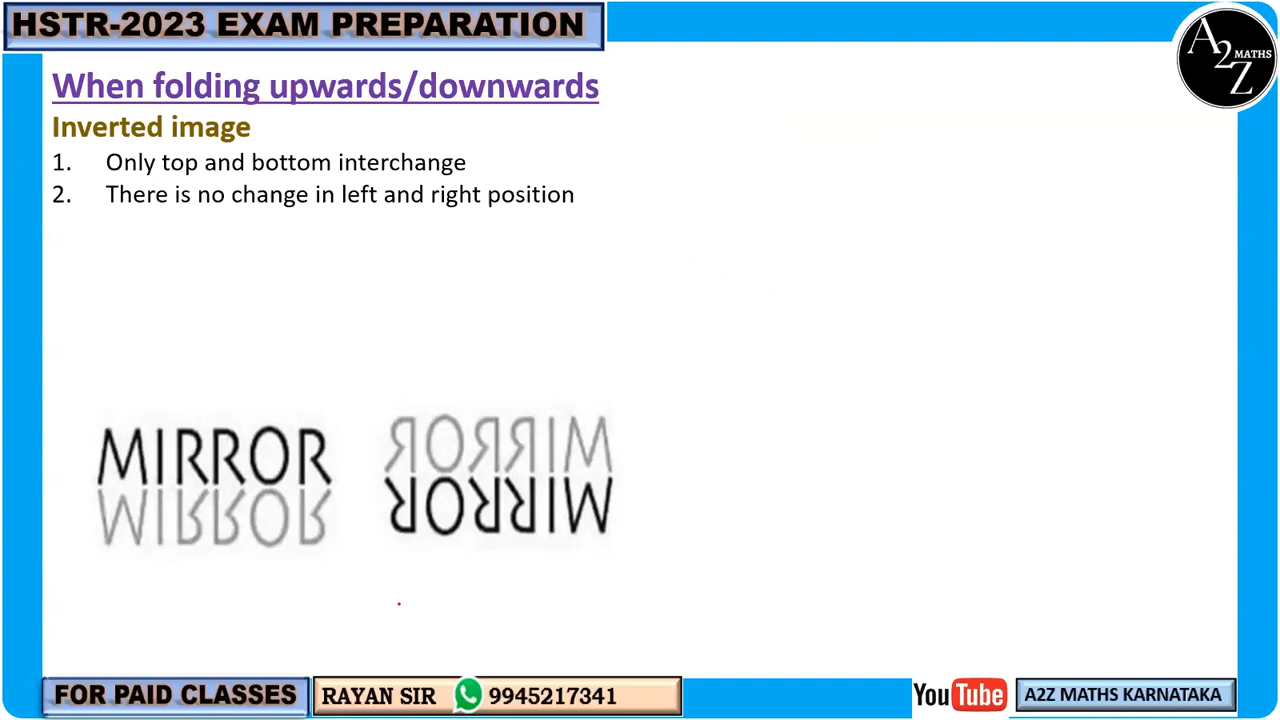 HSTR-2023 EXAM PREPARATION
A2Z MATHS
When folding upwards/downwards
Inverted image
1. Only top and bottom interchange
2. There is no change in left and right position
MIRROR
MIRROR
MIRROR
MIRROR
FOR PAID CLASSES
RAYAN SIR 9945217341
YouTube
A2Z MATHS KARNATAKA